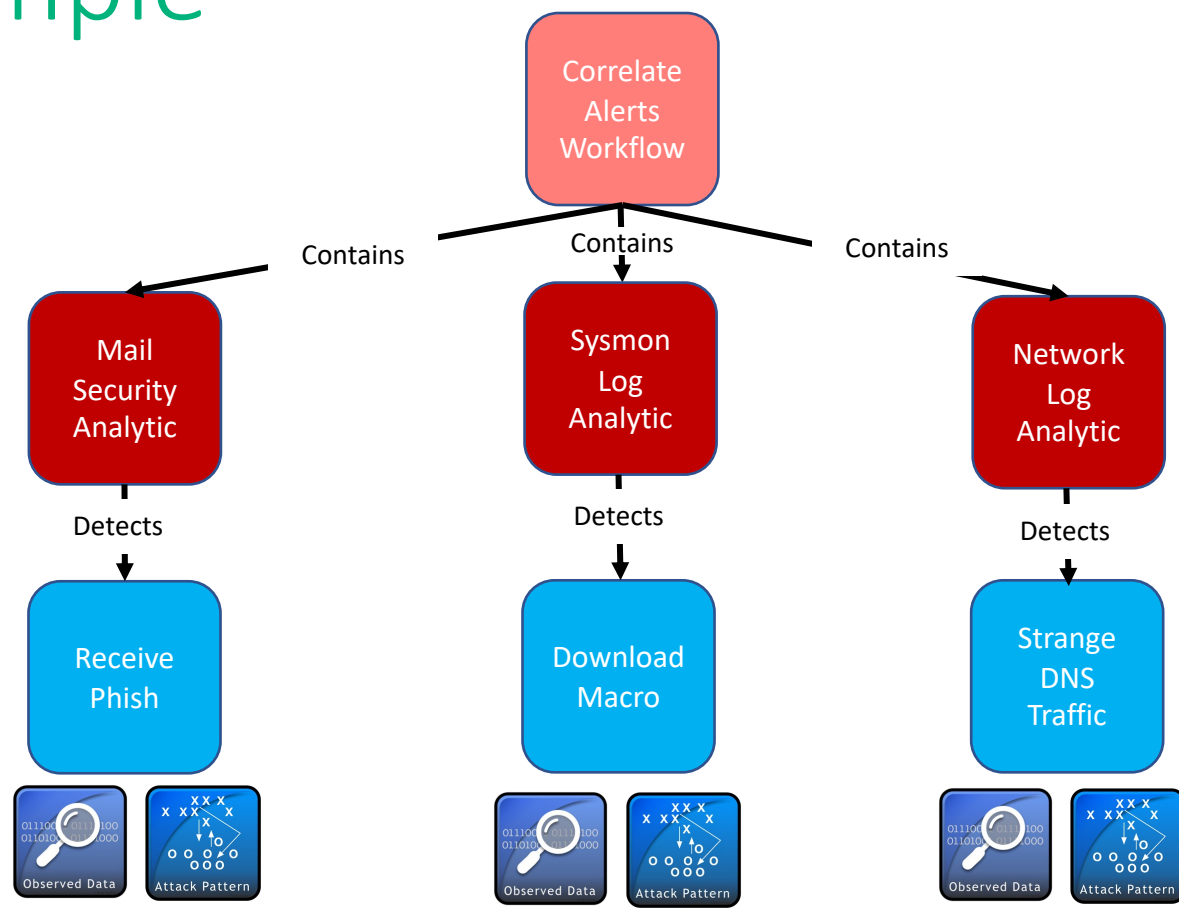 Correlate
Alerts
Workflow
Contains
Contains
Contains
Mail
Security
Analytic
Sysmon
Log
Analytic
Network
Log
Analytic
Detects
Detects
Detects
Receive
Phish
Download
Macro
Strange
DNS
Traffic
Observed Data
Attack Pattern
Observed Data
Attack Pattern
Observed Data
Attack Pattern